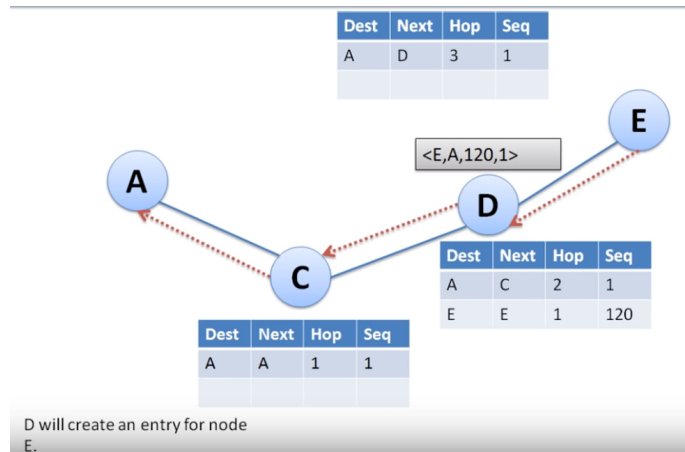 Dest Next Hop Seq
A D 3 1
E
<E,A,120,1>
A
D
Dest Next Hop Seq
A C 2 1
E E 1 120
C
Dest Next Hop Seq
A A 1 1
D will create an entry for node
E.